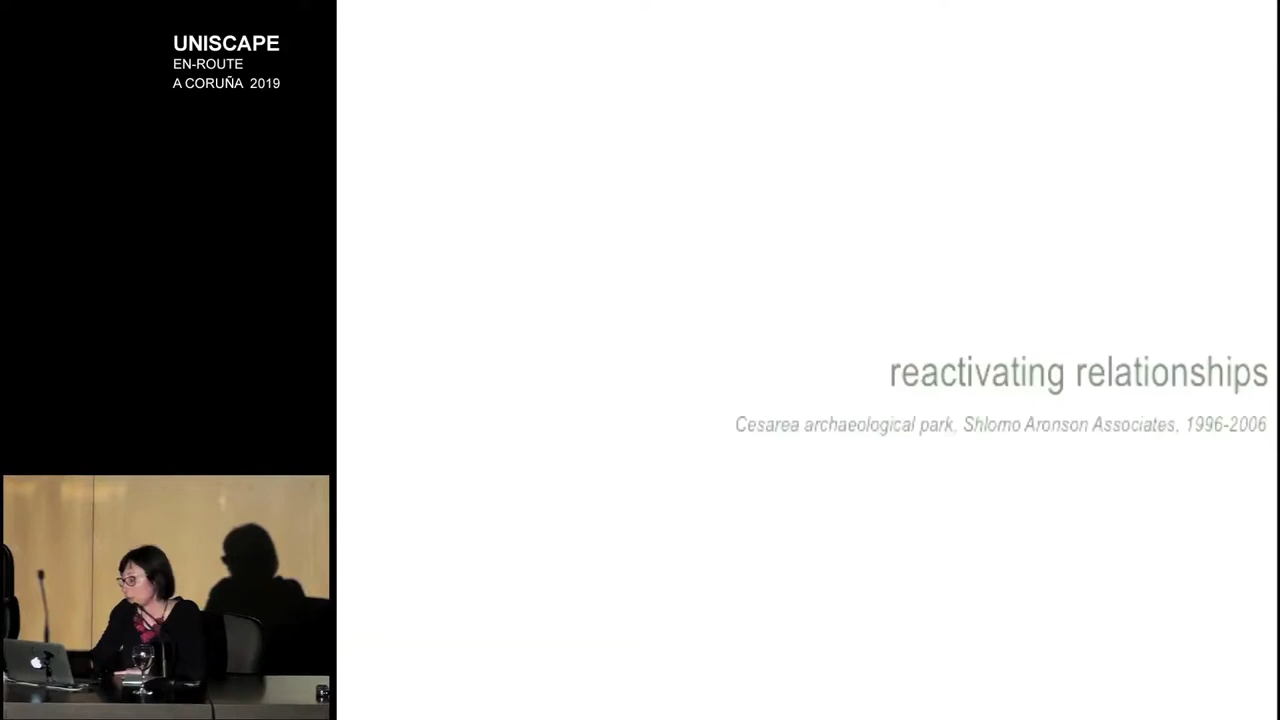 UNISCAPE
EN-ROUTE
A CORUÑA 2019
reactivating relationships
Cesarea archaeological park, Shlomo Aronson Associates, 1996-2006